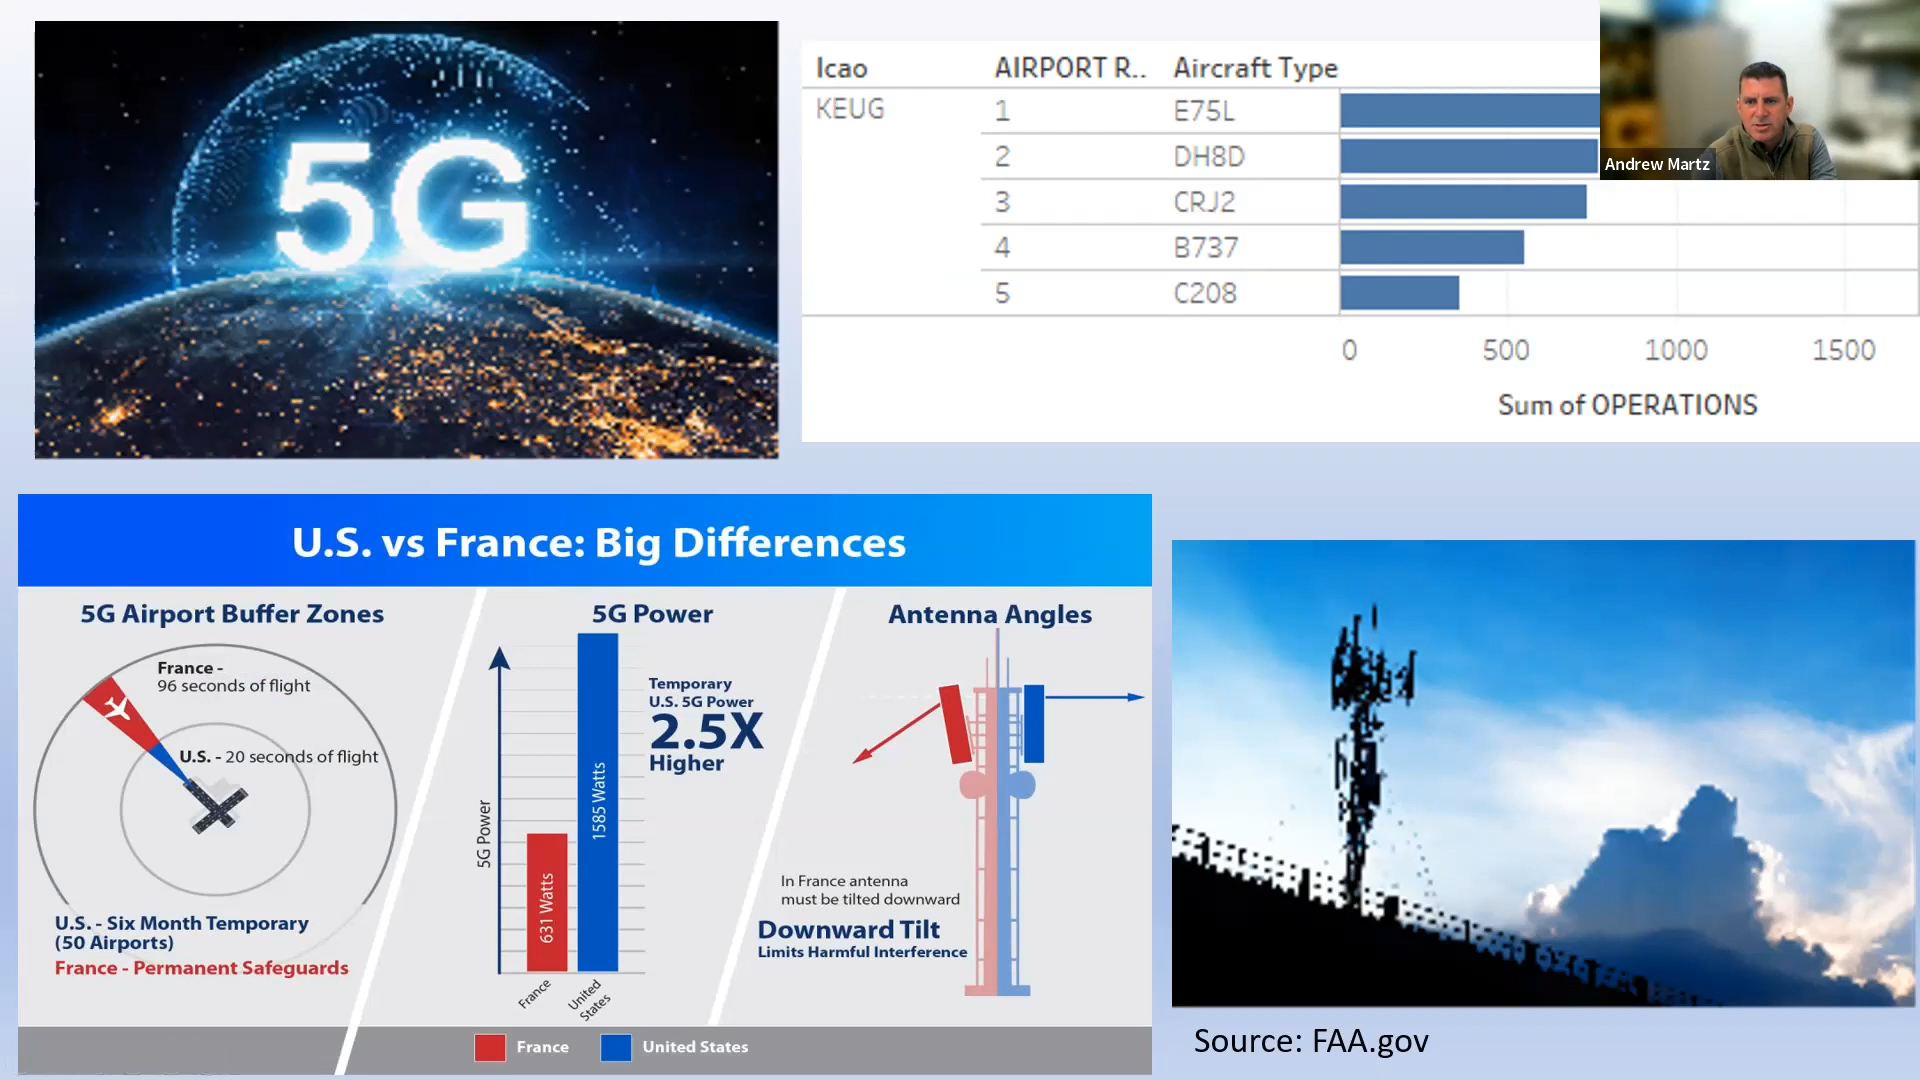 5G
Icao AIRPORT R.. Aircraft Type
KEUG 1 E75L
2 DH8D
3 CRJ2
4 B737
5 C208
0 500 1000 1500
Sum of OPERATIONS
Andrew Martz
U.S. vs France: Big Differences
5G Airport Buffer Zones
France -
96 seconds of flight
U.S. - 20 seconds of flight
U.S. - Six Month Temporary
(50 Airports)
France - Permanent Safeguards
5G Power
Temporary
U.S. 5G Power
2.5X
Higher
5G Power
631 Watts
1585 Watts
France
United
States
Antenna Angles
In France antenna
must be tilted downward
Downward Tilt
Limits Harmful Interference
France
United States
Source: FAA.gov